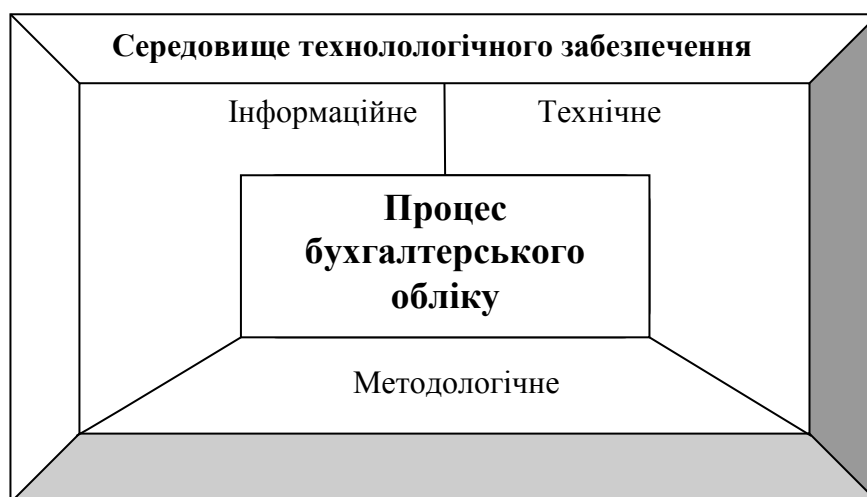 Середовище технолологічного забезпечення
Інформаційне
Технічне
Процес
бухгалтерського
обліку
Методологічне